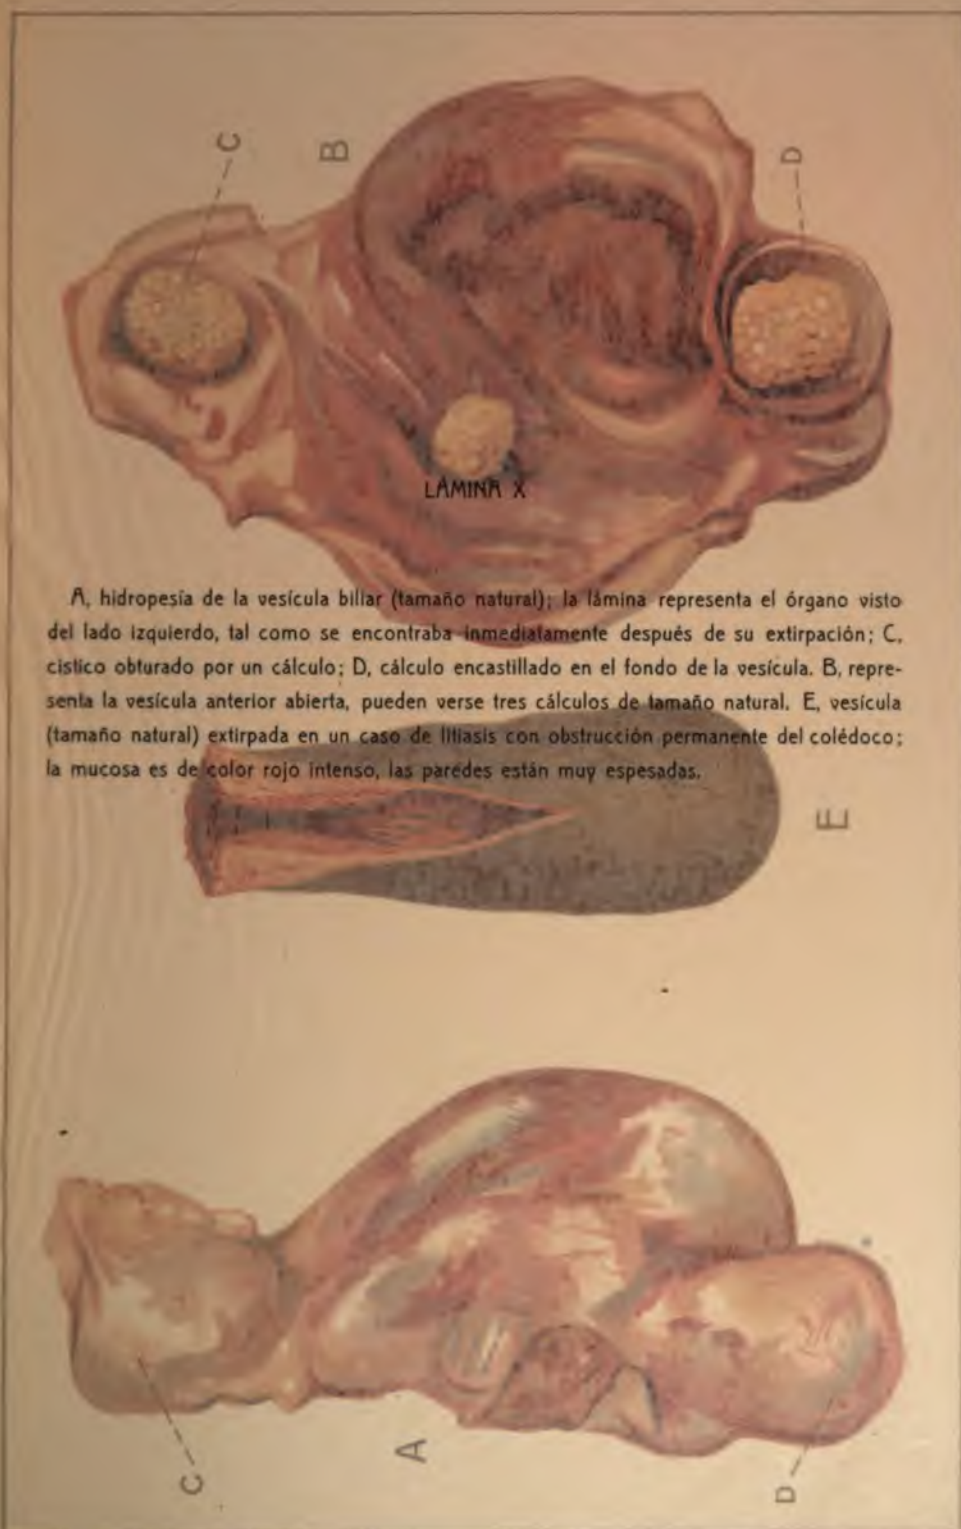 C
B
D
LÁMINA X
A, hidropesía de la vesícula biliar (tamaño natural); la lámina representa el órgano visto
del lado izquierdo, tal como se encontraba inmediatamente después de su extirpación; C,
cístico obturado por un cálculo; D, cálculo encastillado en el fondo de la vesícula. B, repre-
senta la vesícula anterior abierta, pueden verse tres cálculos de tamaño natural. E, vesícula
(tamaño natural) extirpada en un caso de litiasis con obstrucción permanente del colédoco;
la mucosa es de color rojo intenso, las paredes están muy espesadas.
E
C
A
D